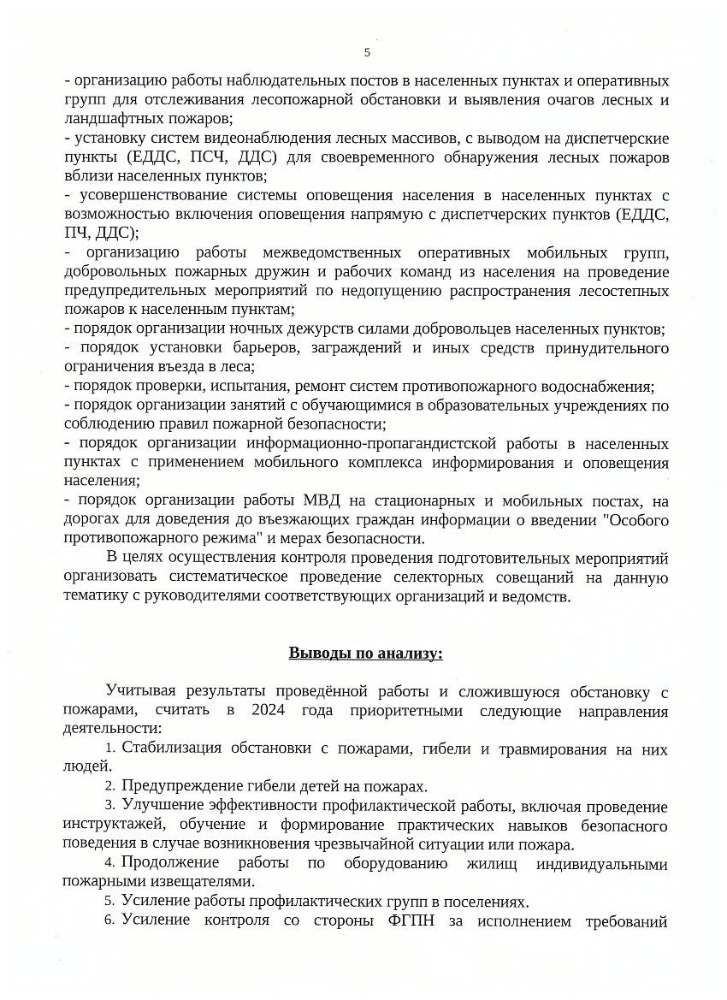 5
- организацию работы наблюдательных постов в населенных пунктах и оперативных
групп для отслеживания лесопожарной обстановки и выявления очагов лесных и
ландшафтных пожаров;
- установку систем видеонаблюдения лесных массивов, с выводом на диспетчерские
пункты (ЕДДС, ПСЧ, ДДС) для своевременного обнаружения лесных пожаров
вблизи населенных пунктов;
- усовершенствование системы оповещения населения в населенных пунктах с
возможностью включения оповещения напрямую с диспетчерских пунктов (ЕДДС,
ПЧ, ДДС);
- организацию работы межведомственных оперативных мобильных групп,
добровольных пожарных дружин и рабочих команд из населения на проведение
предупредительных мероприятий по недопущению распространения лесостепных
пожаров к населенным пунктам;
- порядок организации ночных дежурств силами добровольцев населенных пунктов;
- порядок установки барьеров, заграждений и иных средств принудительного
ограничения въезда в леса;
- порядок проверки, испытания, ремонт систем противопожарного водоснабжения;
- порядок организации занятий с обучающимися в образовательных учреждениях по
соблюдению правил пожарной безопасности;
- порядок организации информационно-пропагандистской работы в населенных
пунктах с применением мобильного комплекса информирования и оповещения
населения;
- порядок организации работы МВД на стационарных и мобильных постах, на
дорогах для доведения до въезжающих граждан информации о введении "Особого
противопожарного режима" и мерах безопасности.
В целях осуществления контроля проведения подготовительных мероприятий
организовать систематическое проведение селекторных совещаний на данную
тематику с руководителями соответствующих организаций и ведомств.
Выводы по анализу:
Учитывая результаты проведённой работы и сложившуюся обстановку с
пожарами, считать в 2024 года приоритетными следующие направления
деятельности:
1. Стабилизация обстановки с пожарами, гибели и травмирования на них
людей.
2. Предупреждение гибели детей на пожарах.
3. Улучшение эффективности профилактической работы, включая проведение
инструктажей, обучение и формирование практических навыков безопасного
поведения в случае возникновения чрезвычайной ситуации или пожара.
4. Продолжение работы по оборудованию жилищ индивидуальными
пожарными извещателями.
5. Усиление работы профилактических групп в поселениях.
6. Усиление контроля со стороны ФГПН за исполнением требований